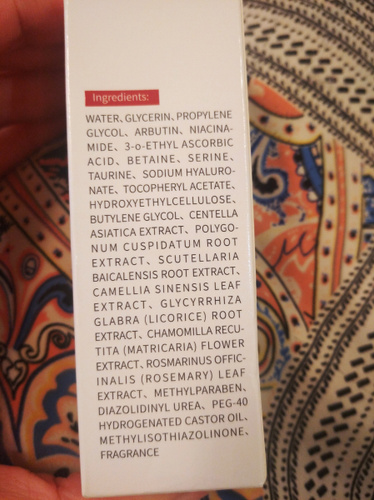 Ingredients:
WATER、GLYCERIN、PROPYLENE
GLYCOL、 ARBUTIN、 NIACINA-
MIDE、 3-o-ETHYL ASCORBIC
ACID、 BETAINE、 SERINE、
TAURINE、 SODIUM HYALURO-
NATE、 TOCOPHERYL ACETATE、
HYDROXYETHYLCELLULOSE、
BUTYLENE GLYCOL、 CENTELLA
ASIATICA EXTRACT、 POLYGO-
NUM CUSPIDATUM ROOT
EXTRACT、 SCUTELLARIA
BAICALENSIS ROOT EXTRACT、
CAMELLIA SINENSIS LEAF
EXTRACT、 GLYCYRRHIZA
GLABRA (LICORICE) ROOT
EXTRACT、 CHAMOMILLA RECU-
TITA (MATRICARIA) FLOWER
EXTRACT、 ROSMARINUS OFFIC-
INALIS (ROSEMARY) LEAF
EXTRACT、 METHYLPARABEN、
DIAZOLIDINYL UREA、 PEG-40
HYDROGENATED CASTOR OIL、
METHYLISOTHIAZOLINONE、
FRAGRANCE